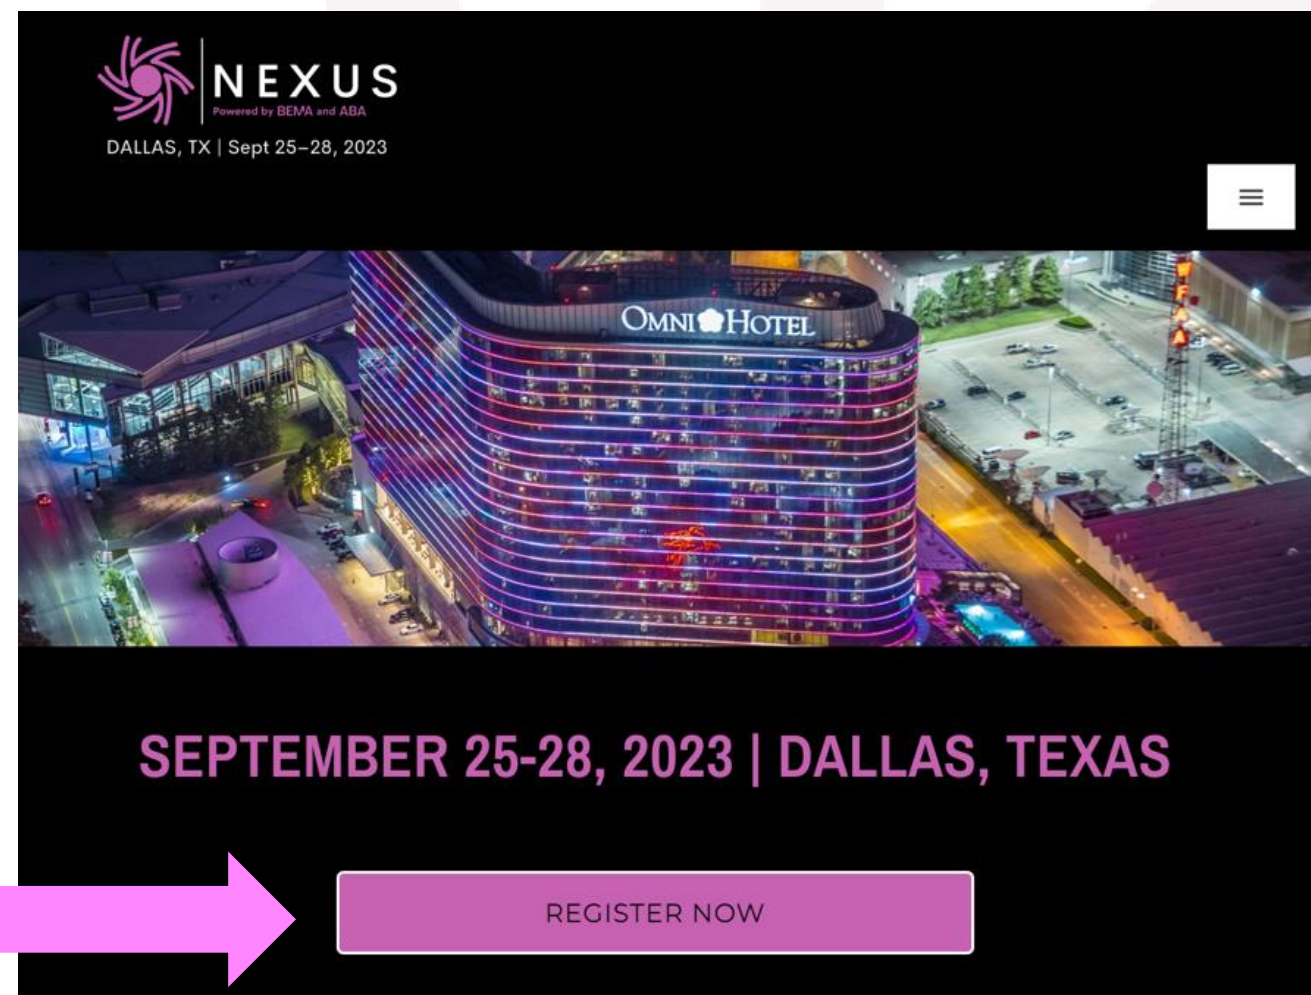 NEXUS
Powered by BEMA and ABA
DALLAS, TX | Sept 25–28, 2023
OMNI HOTEL
WFAA
SEPTEMBER 25-28, 2023 | DALLAS, TEXAS
REGISTER NOW